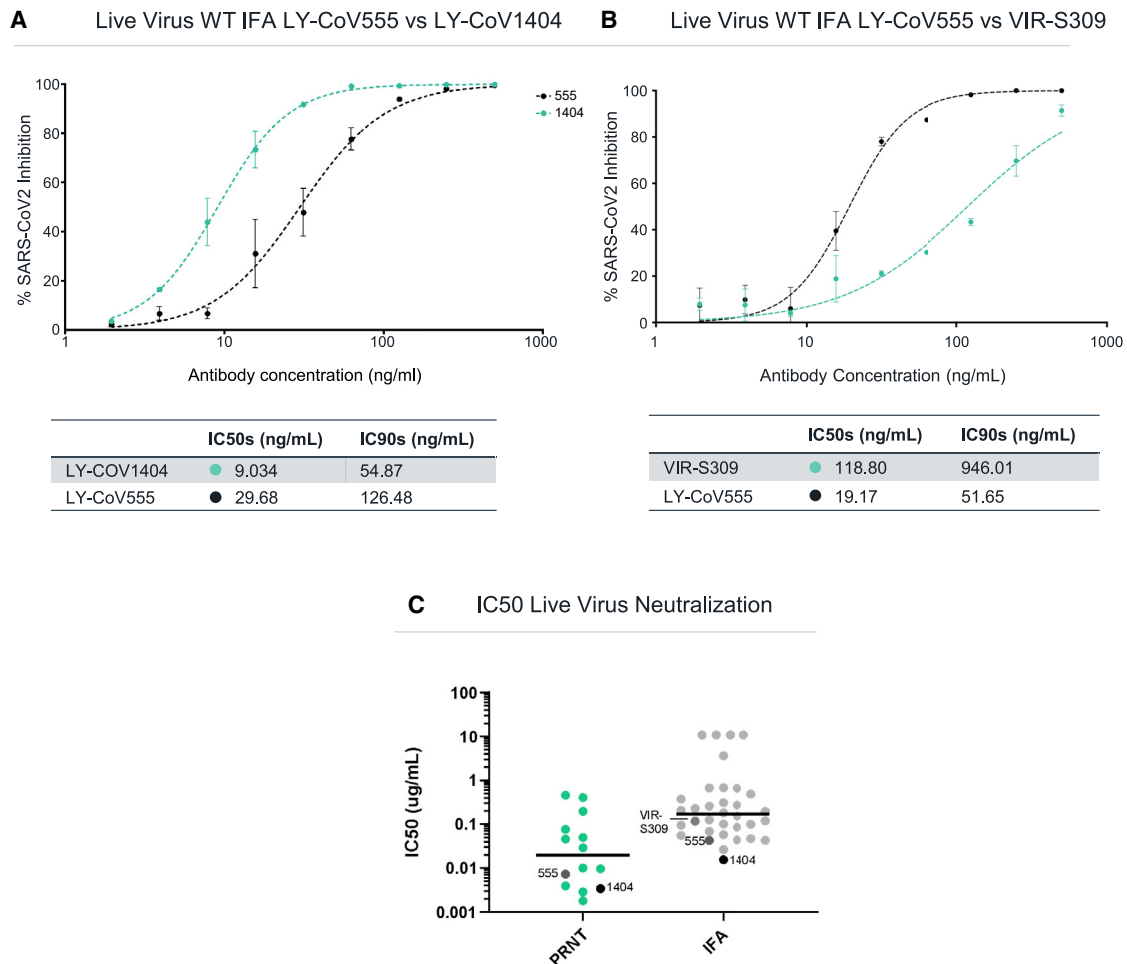 A
Live Virus WT IFA LY-CoV555 vs LY-CoV1404
100
80
60
40
20
0
% SARS-CoV2 Inhibition
1
10
100
1000
Antibody concentration (ng/ml)
555
1404
IC50s (ng/mL) IC90s (ng/mL)
LY-COV1404 9.034 54.87
LY-CoV555 29.68 126.48
B
Live Virus WT IFA LY-CoV555 vs VIR-S309
100
80
60
40
20
0
% SARS-CoV2 Inhibition
1
10
100
1000
Antibody Concentration (ng/mL)
IC50s (ng/mL) IC90s (ng/mL)
VIR-S309 118.80 946.01
LY-CoV555 19.17 51.65
C
IC50 Live Virus Neutralization
100
10
1
0.1
0.01
0.001
IC50 (ug/mL)
555
1404
VIR-
S309
555
1404
PRNT
IFA